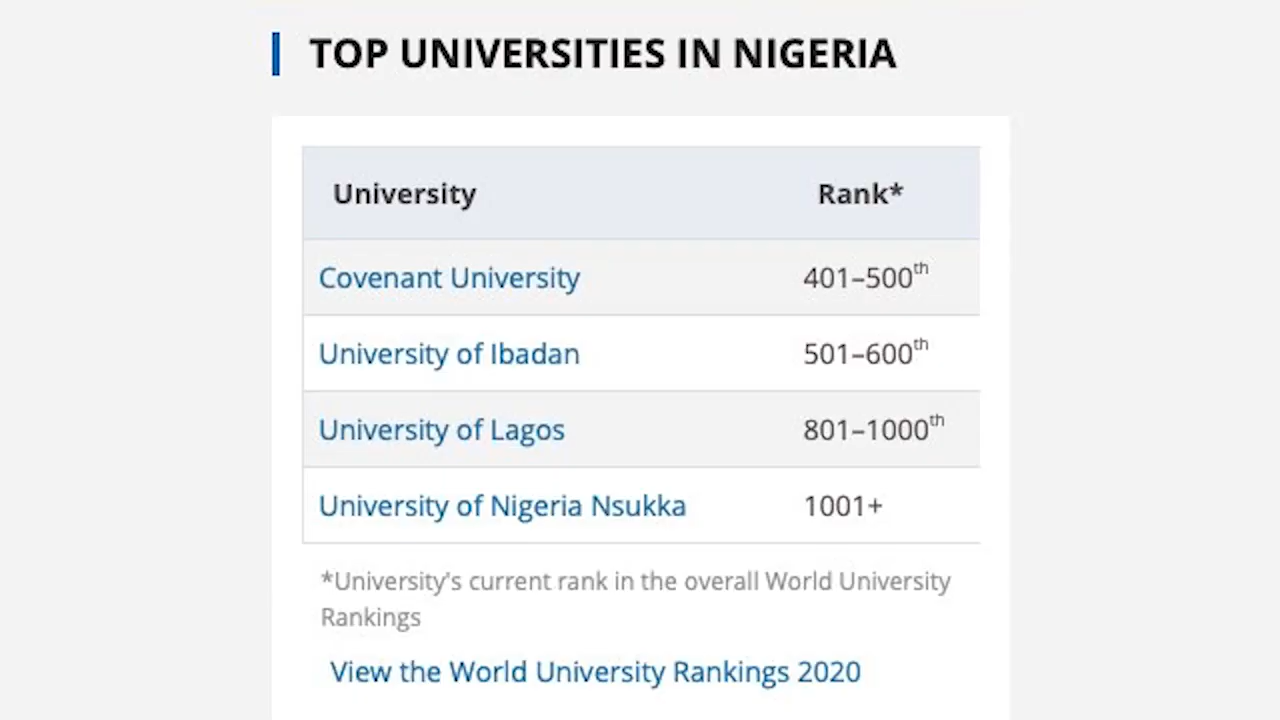 TOP UNIVERSITIES IN NIGERIA
University Rank*
Covenant University 401–500th
University of Ibadan 501–600th
University of Lagos 801–1000th
University of Nigeria Nsukka 1001+
*University's current rank in the overall World University
Rankings
View the World University Rankings 2020